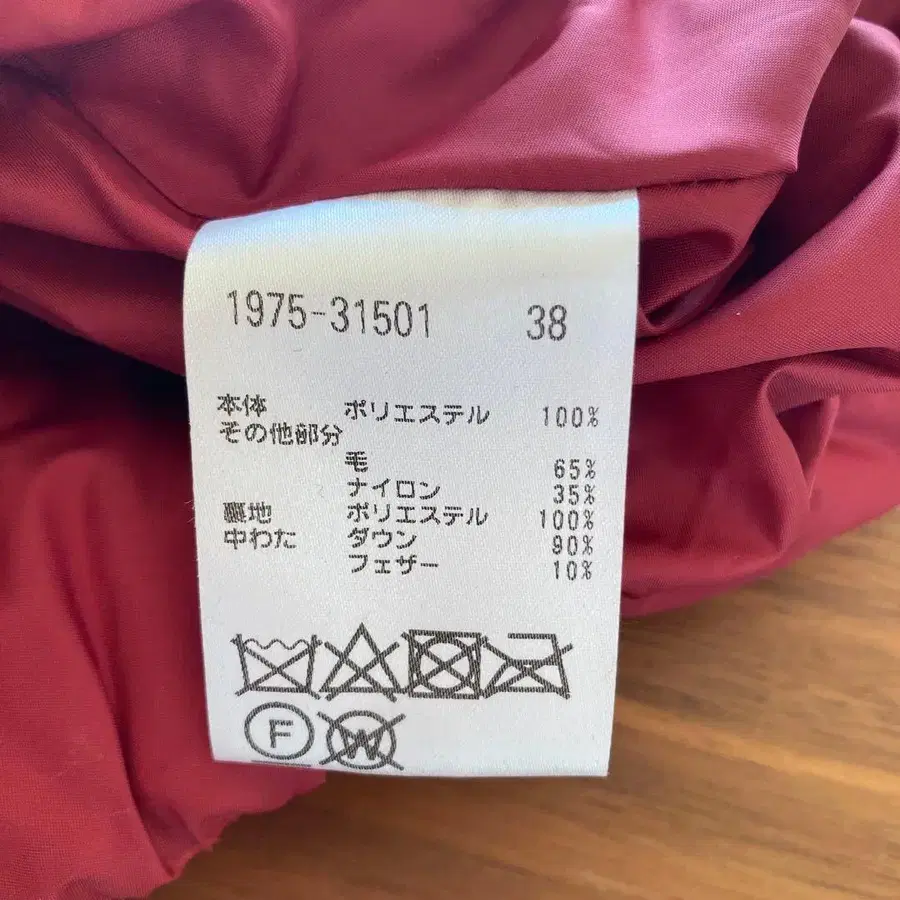 1975-31501 38
本体 ポリエステル 100%
その他部分
毛 65%
ナイロン 35%
裏地 ポリエステル 100%
中わた ダウン 90%
フェザー 10%
F W